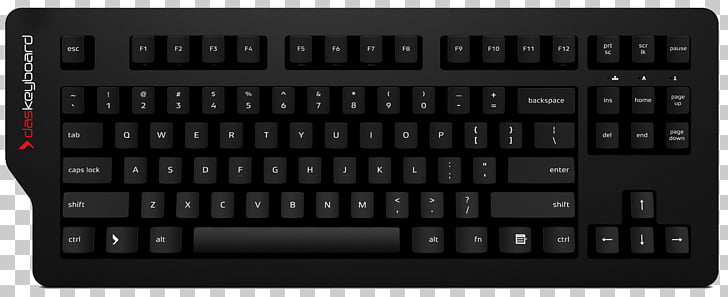 daskeyboard
esc F1 F2 F3 F4 F5 F6 F7 F8 F9 F10 F11 F12 prt sc scr lk pause
~ ` ! 1 @ 2 # 3 $ 4 % 5 ^ 6 & 7 * 8 ( 9 ) 0 _ - + = backspace ins home page up
tab Q W E R T Y U I O P { [ } ] | \ del end page down
caps lock A S D F G H J K L : ; " ' enter
shift Z X C V B N M < , > . ? / shift ↑
ctrl alt alt fn ctrl ← ↓ →